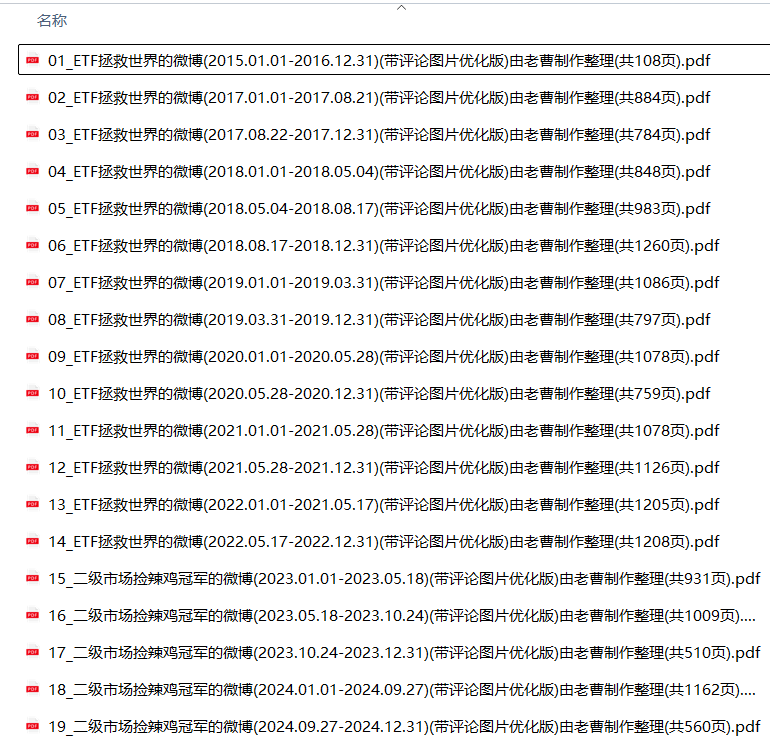 名称
01_ETF拯救世界的微博(2015.01.01-2016.12.31)(带评论图片优化版)由老曹制作整理(共108页).pdf
02_ETF拯救世界的微博(2017.01.01-2017.08.21)(带评论图片优化版)由老曹制作整理(共884页).pdf
03_ETF拯救世界的微博(2017.08.22-2017.12.31)(带评论图片优化版)由老曹制作整理(共784页).pdf
04_ETF拯救世界的微博(2018.01.01-2018.05.04)(带评论图片优化版)由老曹制作整理(共848页).pdf
05_ETF拯救世界的微博(2018.05.04-2018.08.17)(带评论图片优化版)由老曹制作整理(共983页).pdf
06_ETF拯救世界的微博(2018.08.17-2018.12.31)(带评论图片优化版)由老曹制作整理(共1260页).pdf
07_ETF拯救世界的微博(2019.01.01-2019.03.31)(带评论图片优化版)由老曹制作整理(共1086页).pdf
08_ETF拯救世界的微博(2019.03.31-2019.12.31)(带评论图片优化版)由老曹制作整理(共797页).pdf
09_ETF拯救世界的微博(2020.01.01-2020.05.28)(带评论图片优化版)由老曹制作整理(共1078页).pdf
10_ETF拯救世界的微博(2020.05.28-2020.12.31)(带评论图片优化版)由老曹制作整理(共759页).pdf
11_ETF拯救世界的微博(2021.01.01-2021.05.28)(带评论图片优化版)由老曹制作整理(共1078页).pdf
12_ETF拯救世界的微博(2021.05.28-2021.12.31)(带评论图片优化版)由老曹制作整理(共1126页).pdf
13_ETF拯救世界的微博(2022.01.01-2021.05.17)(带评论图片优化版)由老曹制作整理(共1205页).pdf
14_ETF拯救世界的微博(2022.05.17-2022.12.31)(带评论图片优化版)由老曹制作整理(共1208页).pdf
15_二级市场捡辣鸡冠军的微博(2023.01.01-2023.05.18)(带评论图片优化版)由老曹制作整理(共931页).pdf
16_二级市场捡辣鸡冠军的微博(2023.05.18-2023.10.24)(带评论图片优化版)由老曹制作整理(共1009页)....
17_二级市场捡辣鸡冠军的微博(2023.10.24-2023.12.31)(带评论图片优化版)由老曹制作整理(共510页).pdf
18_二级市场捡辣鸡冠军的微博(2024.01.01-2024.09.27)(带评论图片优化版)由老曹制作整理(共1162页)....
19_二级市场捡辣鸡冠军的微博(2024.09.27-2024.12.31)(带评论图片优化版)由老曹制作整理(共560页).pdf